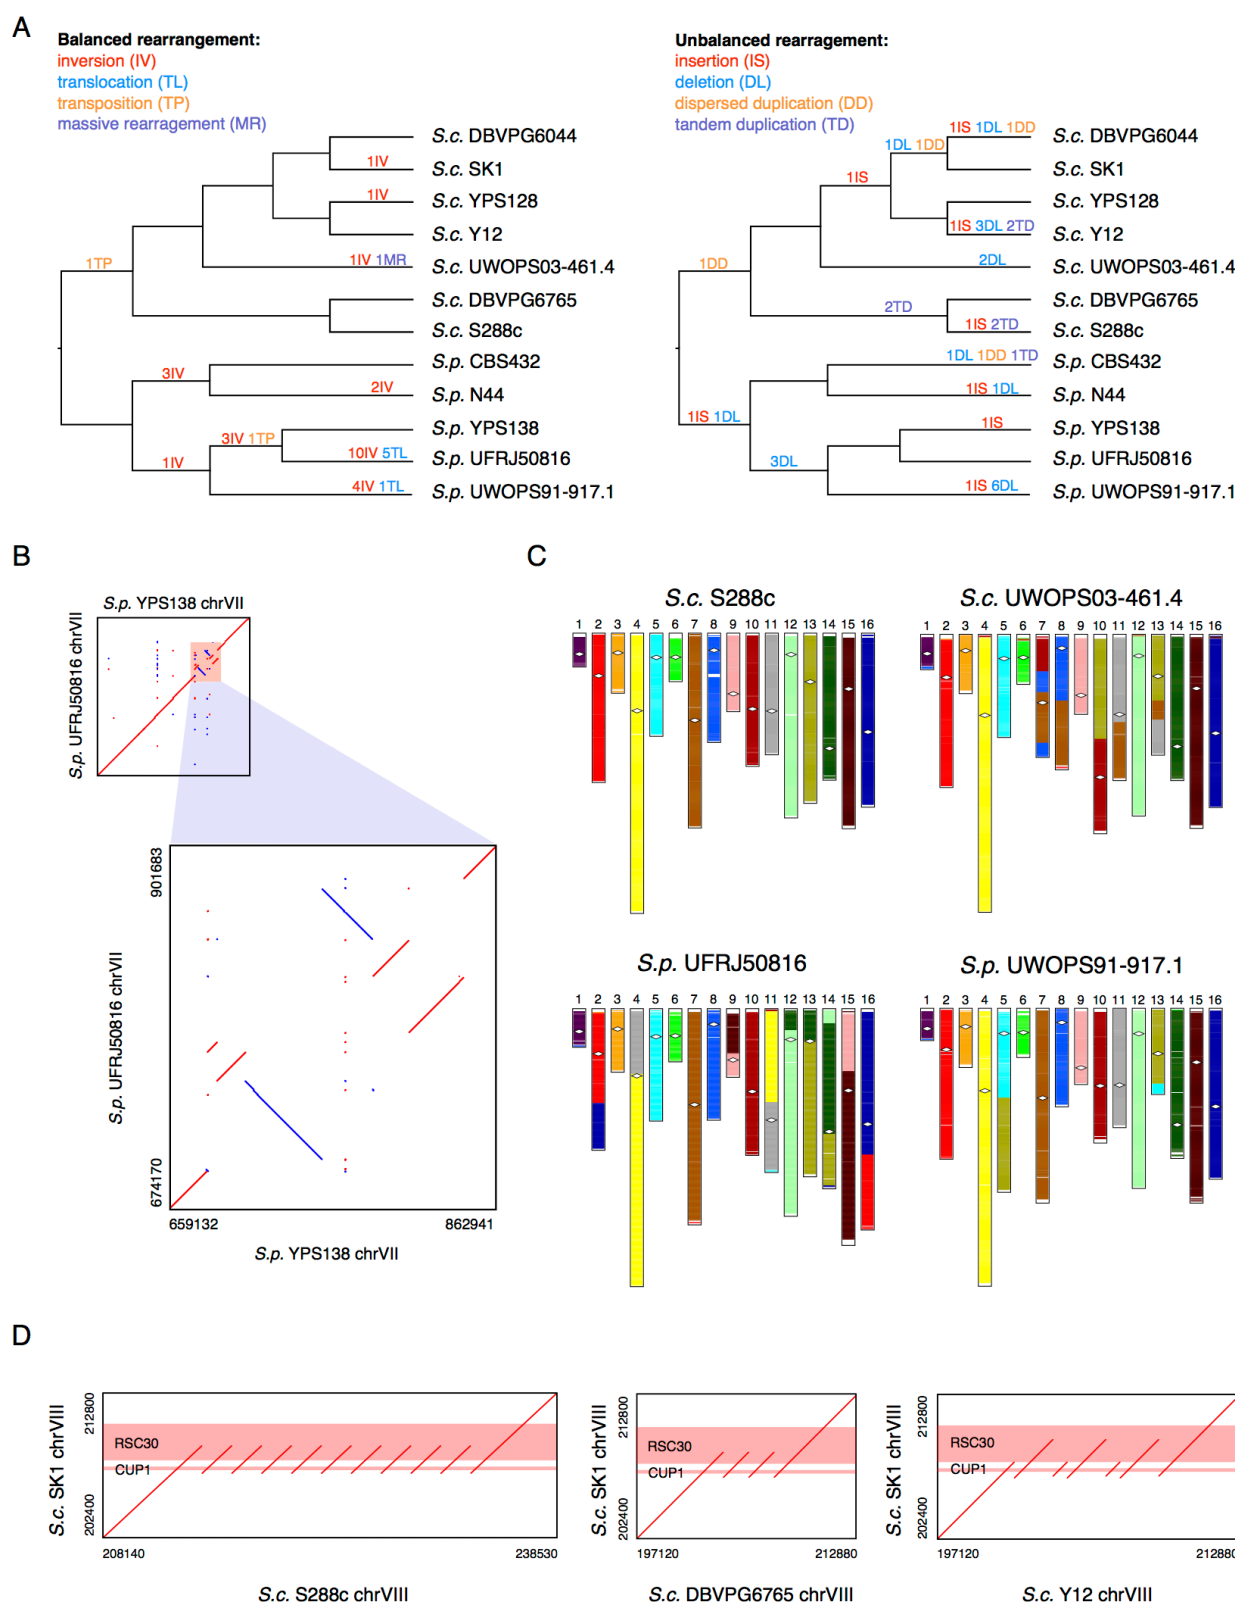 A
Balanced rearrangement:
inversion (IV)
translocation (TL)
transposition (TP)
massive rearragement (MR)
1TP
1IV
1IV
1IV 1MR
3IV
2IV
3IV 1TP
10IV 5TL
1IV
4IV 1TL
S.c. DBVPG6044
S.c. SK1
S.c. YPS128
S.c. Y12
S.c. UWOPS03-461.4
S.c. DBVPG6765
S.c. S288c
S.p. CBS432
S.p. N44
S.p. YPS138
S.p. UFRJ50816
S.p. UWOPS91-917.1
Unbalanced rearragement:
insertion (IS)
deletion (DL)
dispersed duplication (DD)
tandem duplication (TD)
1IS 1DL 1DD
1DL 1DD
1IS
1IS 3DL 2TD
1DD
2DL
2TD
1IS 2TD
1DL 1DD 1TD
1IS 1DL
1IS 1DL
1IS
3DL
1IS 6DL
S.c. DBVPG6044
S.c. SK1
S.c. YPS128
S.c. Y12
S.c. UWOPS03-461.4
S.c. DBVPG6765
S.c. S288c
S.p. CBS432
S.p. N44
S.p. YPS138
S.p. UFRJ50816
S.p. UWOPS91-917.1
B
S.p. YPS138 chrVII
S.p. UFRJ50816 chrVII
901683
S.p. UFRJ50816 chrVII
674170
659132
862941
S.p. YPS138 chrVII
C
S.c. S288c
1 2 3 4 5 6 7 8 9 10 11 12 13 14 15 16
S.c. UWOPS03-461.4
1 2 3 4 5 6 7 8 9 10 11 12 13 14 15 16
S.p. UFRJ50816
1 2 3 4 5 6 7 8 9 10 11 12 13 14 15 16
S.p. UWOPS91-917.1
1 2 3 4 5 6 7 8 9 10 11 12 13 14 15 16
D
S.c. SK1 chrVIII
212800
202400
RSC30
CUP1
208140
238530
S.c. S288c chrVIII
S.c. SK1 chrVIII
212800
202400
RSC30
CUP1
197120
212880
S.c. DBVPG6765 chrVIII
S.c. SK1 chrVIII
212800
202400
RSC30
CUP1
197120
212880
S.c. Y12 chrVIII